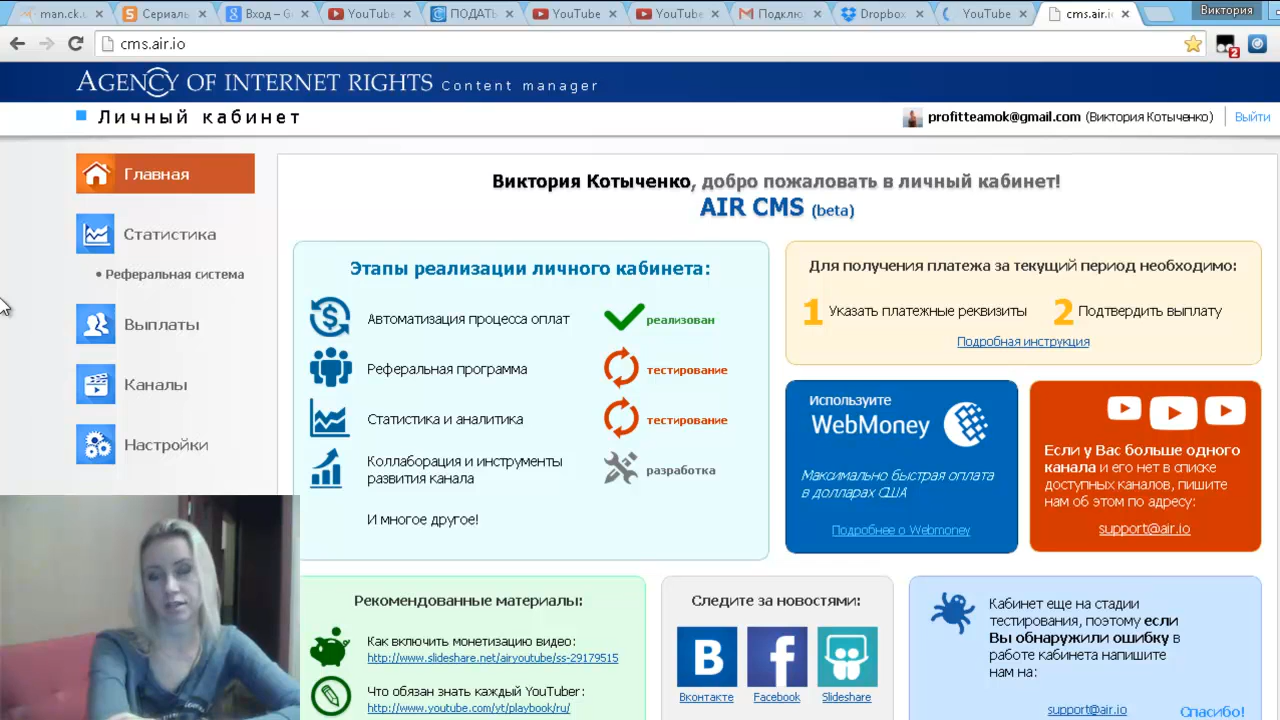 man.ck.u
Сериаль
Вход – G
YouTube
ПОДАТЬ
YouTube
YouTube
Подклю
Dropbox
YouTube
cms.air.io
Виктория
cms.air.io
2
AGENCY OF INTERNET RIGHTS Content manager
Личный кабинет
profitteamok@gmail.com (Виктория Котыченко)
Выйти
Главная
Статистика
• Реферальная система
Выплаты
Каналы
Настройки
Виктория Котыченко, добро пожаловать в личный кабинет!
AIR CMS (beta)
Этапы реализации личного кабинета:
Автоматизация процесса оплат
реализован
Реферальная программа
тестирование
Статистика и аналитика
тестирование
Коллаборация и инструменты
развития канала
разработка
И многое другое!
Для получения платежа за текущий период необходимо:
1 Указать платежные реквизиты
2 Подтвердить выплату
Подробная инструкция
Используите
WebMoney
Максимально быстрая оплата
в долларах США
Подробнее о Webmoney
Если у Вас больше одного
канала и его нет в списке
доступных каналов, пишите
нам об этом по адресу:
support@air.io
Рекомендованные материалы:
Как включить монетизацию видео:
http://www.slideshare.net/airyoutube/ss-29179515
Что обязан знать каждый YouTuber:
http://www.youtube.com/yt/playbook/ru/
Следите за новостями:
Вконтакте
Facebook
Slideshare
Кабинет еще на стадии
тестирования, поэтому если
Вы обнаружили ошибку в
работе кабинета напишите
нам на:
support@air.io
Спасибо!